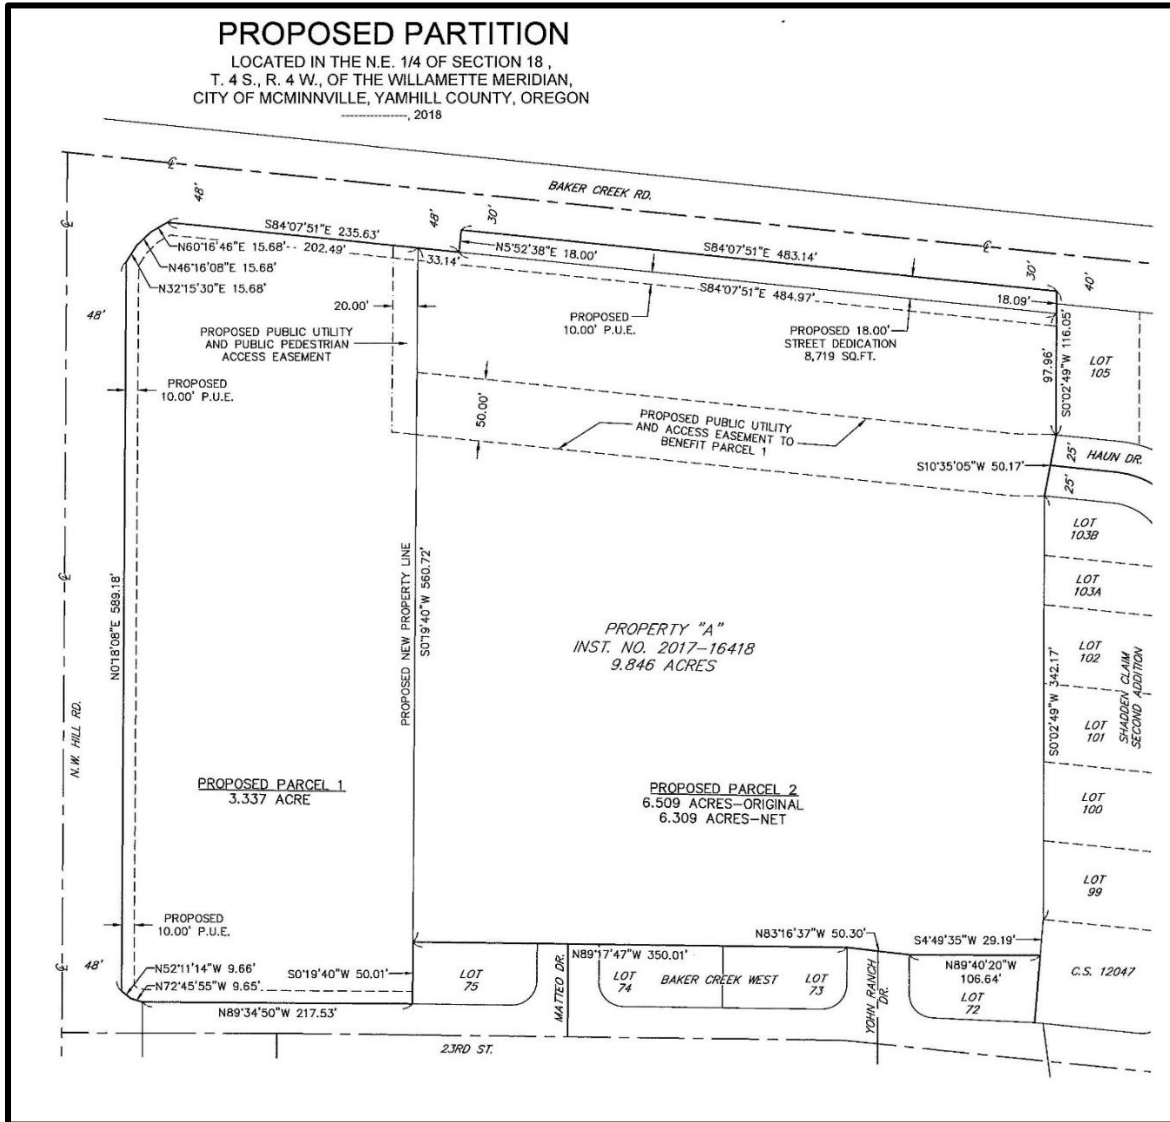 PROPOSED PARTITION
LOCATED IN THE N.E. 1/4 OF SECTION 18 ,
T. 4 S., R. 4 W., OF THE WILLAMETTE MERIDIAN,
CITY OF MCMINNVILLE, YAMHILL COUNTY, OREGON
--------------, 2018
BAKER CREEK RD.
48'
48'
30'
S84°07'51"E 235.63'
S84°07'51"E 483.14'
N60°16'46"E 15.68'
202.49'
33.14'
N5°52'38"E 18.00'
N46°16'08"E 15.68'
N32°15'30"E 15.68'
S84°07'51"E 484.97'
30'
40'
18.09'
48'
20.00'
PROPOSED
10.00' P.U.E.
PROPOSED 18.00'
STREET DEDICATION
8,719 SQ.FT.
PROPOSED PUBLIC UTILITY
AND PUBLIC PEDESTRIAN
ACCESS EASEMENT
97.96'
S0°02'49"W 116.05'
LOT
105
PROPOSED
10.00' P.U.E.
50.00'
PROPOSED PUBLIC UTILITY
AND ACCESS EASEMENT TO
BENEFIT PARCEL 1
25'
HAUN DR.
S10°35'05"W 50.17'
25'
LOT
103B
LOT
103A
N0°18'08"E 589.18'
PROPOSED NEW PROPERTY LINE
S0°19'40"W 560.72'
PROPERTY "A"
INST. NO. 2017-16418
9.846 ACRES
LOT
102
S0°02'49"W 342.17'
SHADDEN CLAIM
SECOND ADDITION
N.W. HILL RD.
LOT
101
PROPOSED PARCEL 1
3.337 ACRE
PROPOSED PARCEL 2
6.509 ACRES-ORIGINAL
6.309 ACRES-NET
LOT
100
LOT
99
PROPOSED
10.00' P.U.E.
N83°16'37"W 50.30'
S4°49'35"W 29.19'
48'
N52°11'14"W 9.66'
N72°45'55"W 9.65'
S0°19'40"W 50.01'
N89°17'47"W 350.01'
N89°40'20"W
106.64'
C.S. 12047
LOT
75
MATTEO DR.
LOT
74
BAKER CREEK WEST
LOT
73
YOHN RANCH
DR.
LOT
72
N89°34'50"W 217.53'
23RD ST.